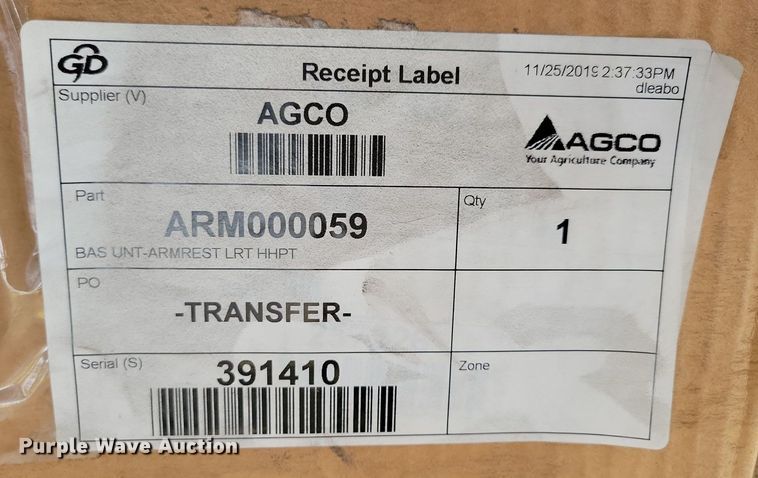 GD
Receipt Label
11/25/2019 2:37:33PM
dleabo
Supplier (V)
AGCO
AGCO
Your Agriculture Company
Part
ARM000059
BAS UNT-ARMREST LRT HHPT
Qty
1
PO
-TRANSFER-
Serial (S)
391410
Zone
Purple Wave Auction